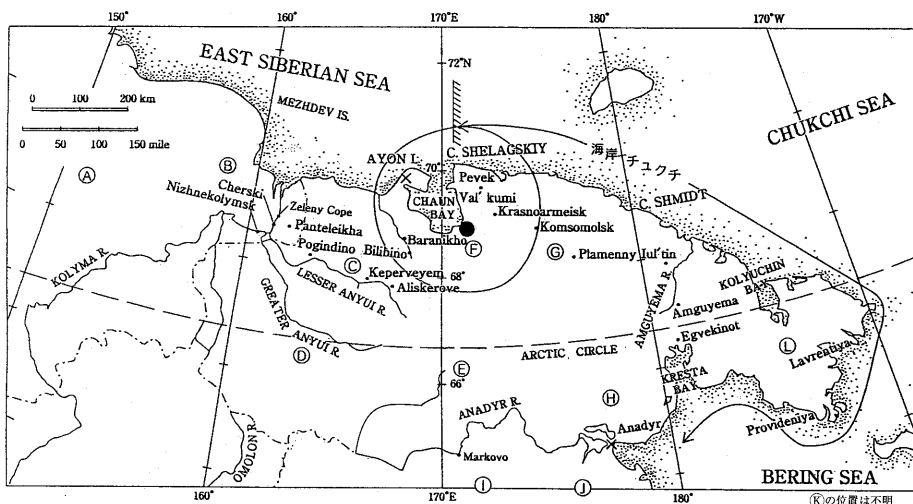 150°
160°
170°E
180°
170°W
EAST SIBERIAN SEA
72°N
CHUKCHI SEA
0 100 200 km
0 50 100 150 mile
MEZHDEV IS.
海岸チュクチ
C. SHELAGSKIY
AYON I.
70°
Ⓐ
Ⓑ
Cherski
Nizhnekolymsk
Pevek
Val' kumi
C. SHMIDT
CHAUN BAY
Zeleny Cope
Krasnoarmeisk
Panteleikha
Komsomolsk
Pogindino
Bilibino
Baranikho
Ⓕ
Ⓖ
Plamenny
Jul'tin
Ⓒ
Keperveyem
68°
KOLYMA R.
LESSER ANYUI R.
Aliskerove
KOLYUCHIN BAY
AMGUYEMA R.
Amguyema
GREATER ANYUI R.
Egvekinot
Ⓛ
Lavrentiya
Ⓓ
ARCTIC CIRCLE
Ⓔ
66°
KRESTA BAY
Ⓗ
ANADYR R.
Anadyr
Provideniya
OMOLON R.
Markovo
BERING SEA
160°
170°E
Ⓘ
Ⓙ
180°
Ⓚの位置は不明